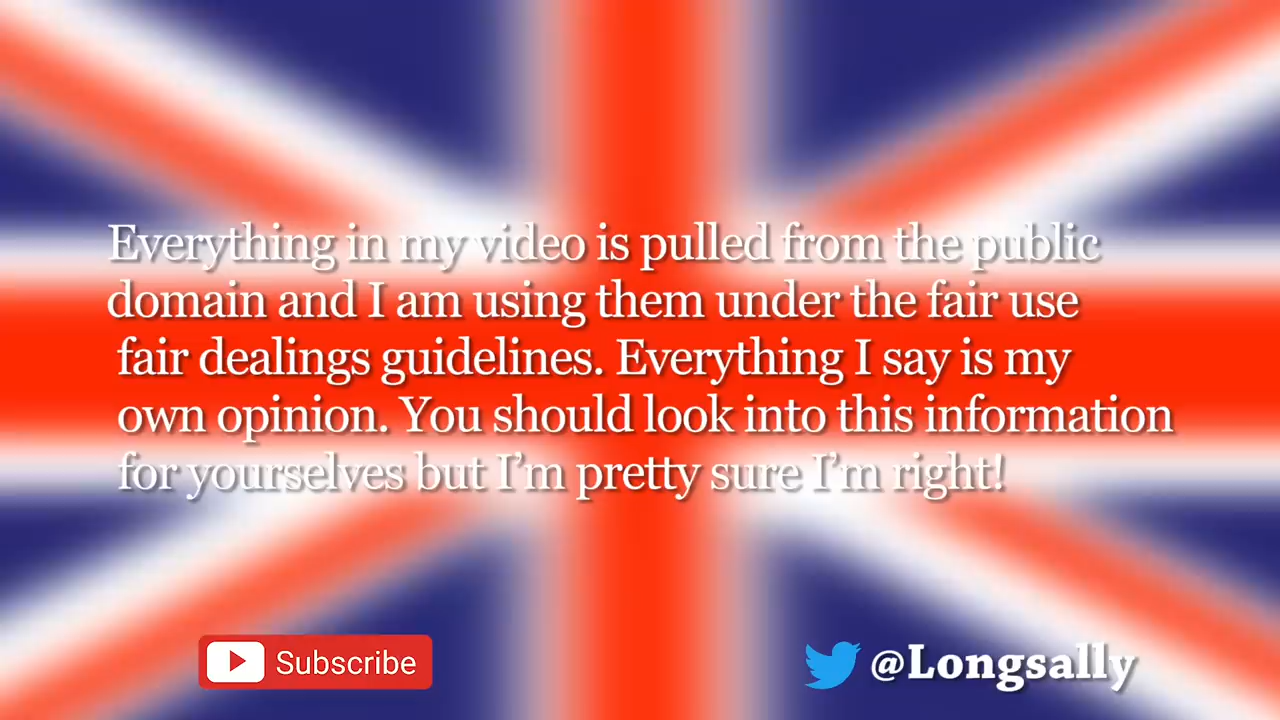 Everything in my video is pulled from the public
domain and I am using them under the fair use
fair dealings guidelines. Everything I say is my
own opinion. You should look into this information
for yourselves but I’m pretty sure I’m right!
Subscribe
@Longsally